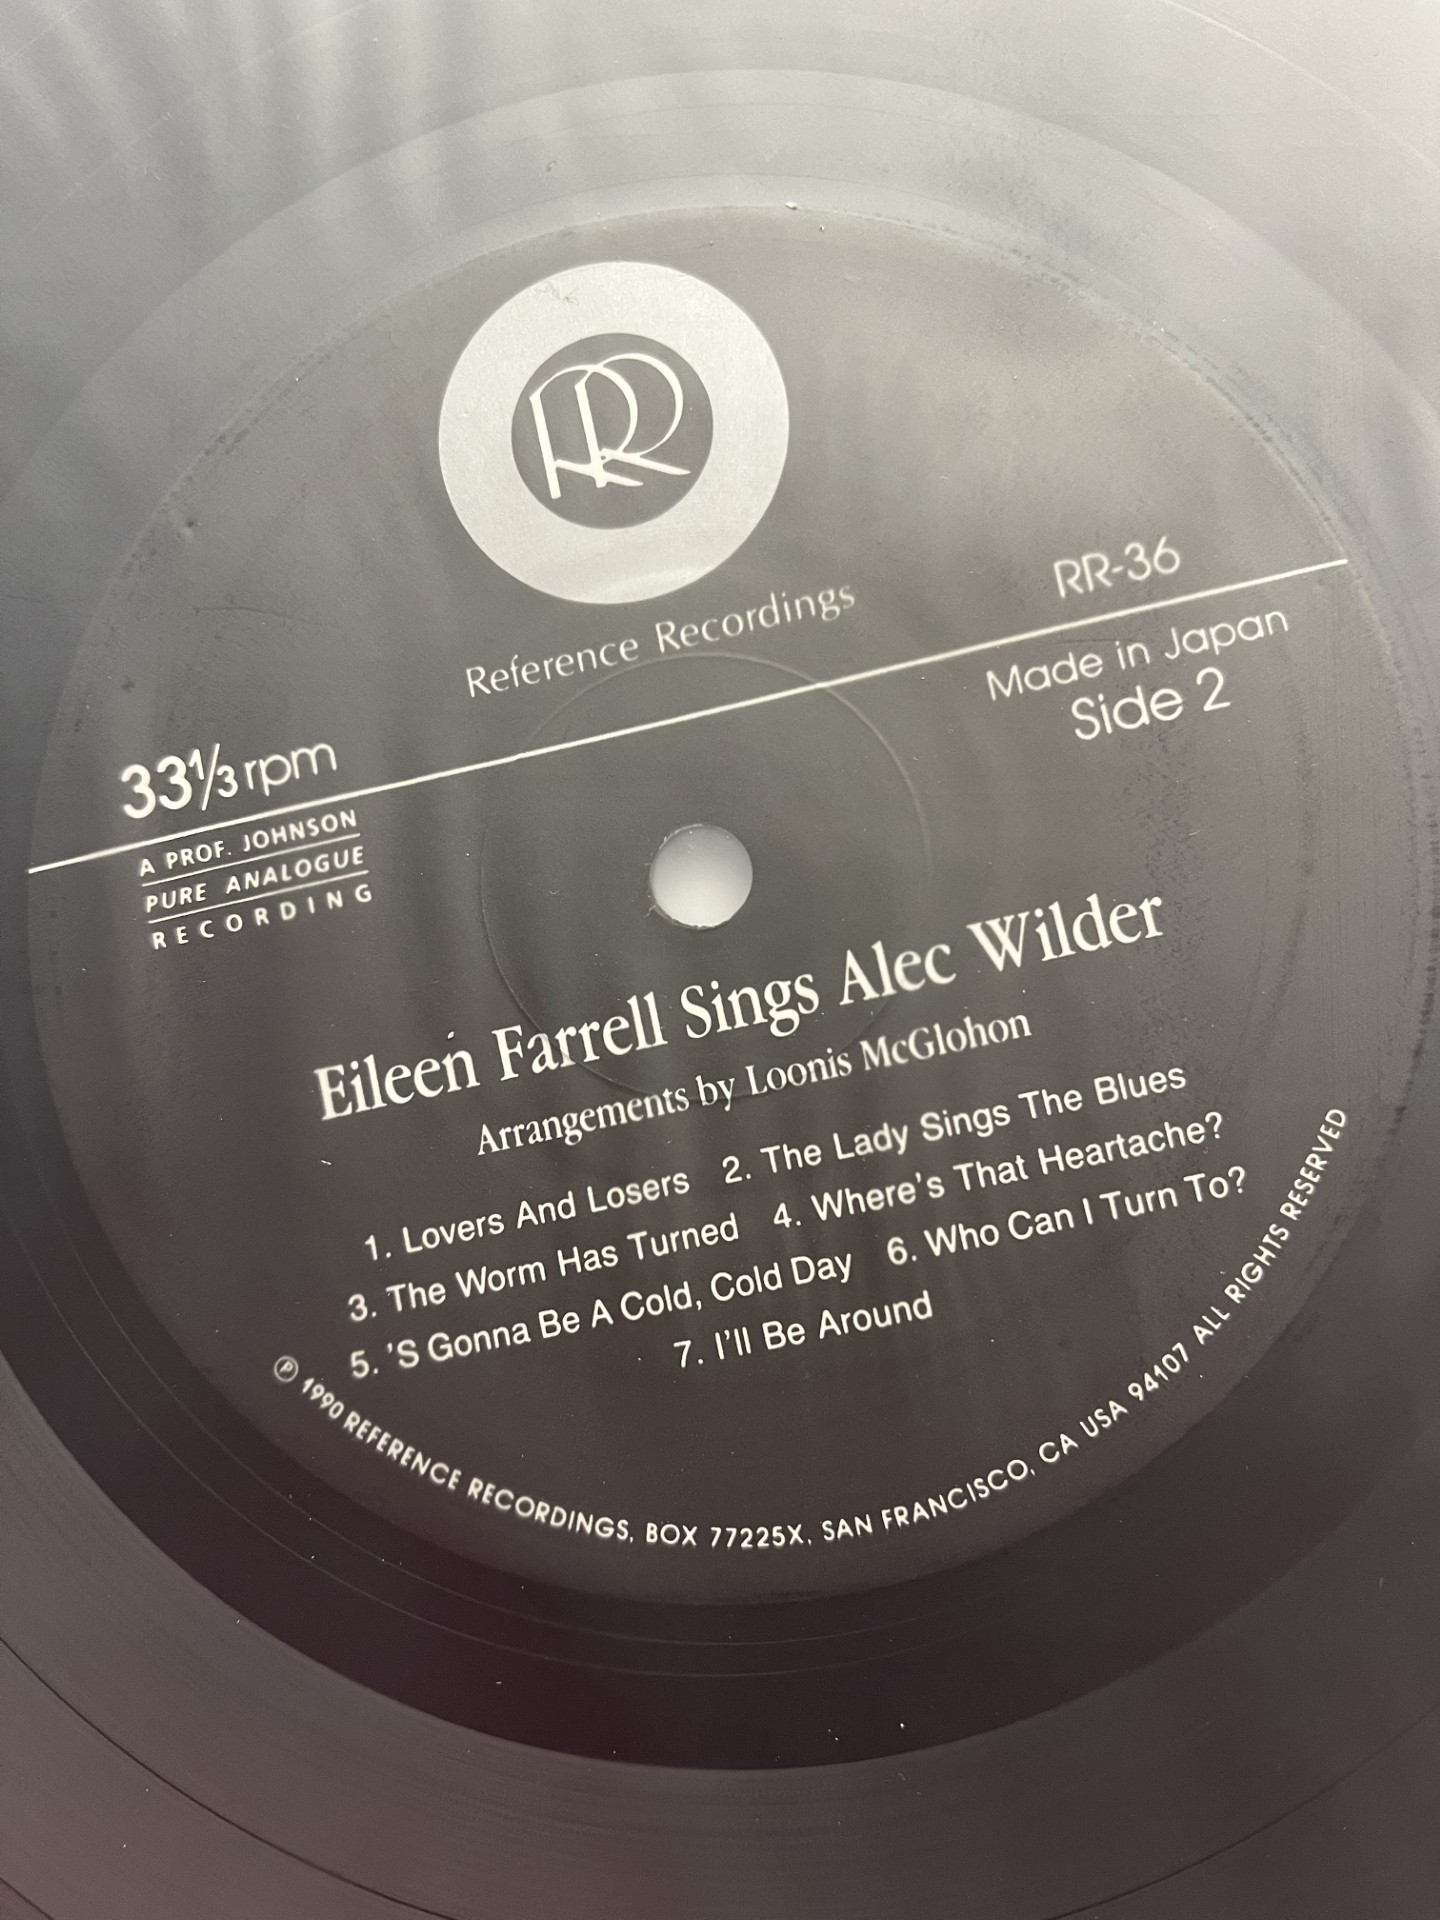 RR
Reference Recordings
RR-36
Made in Japan
Side 2
33⅓ rpm
A PROF. JOHNSON
PURE ANALOGUE
RECORDING
Eileen Farrell Sings Alec Wilder
Arrangements by Loonis McGlohon
1. Lovers And Losers 2. The Lady Sings The Blues
3. The Worm Has Turned 4. Where's That Heartache?
5. 'S Gonna Be A Cold, Cold Day 6. Who Can I Turn To?
7. I'll Be Around
℗ 1990 REFERENCE RECORDINGS, BOX 77225X, SAN FRANCISCO, CA USA 94107 ALL RIGHTS RESERVED